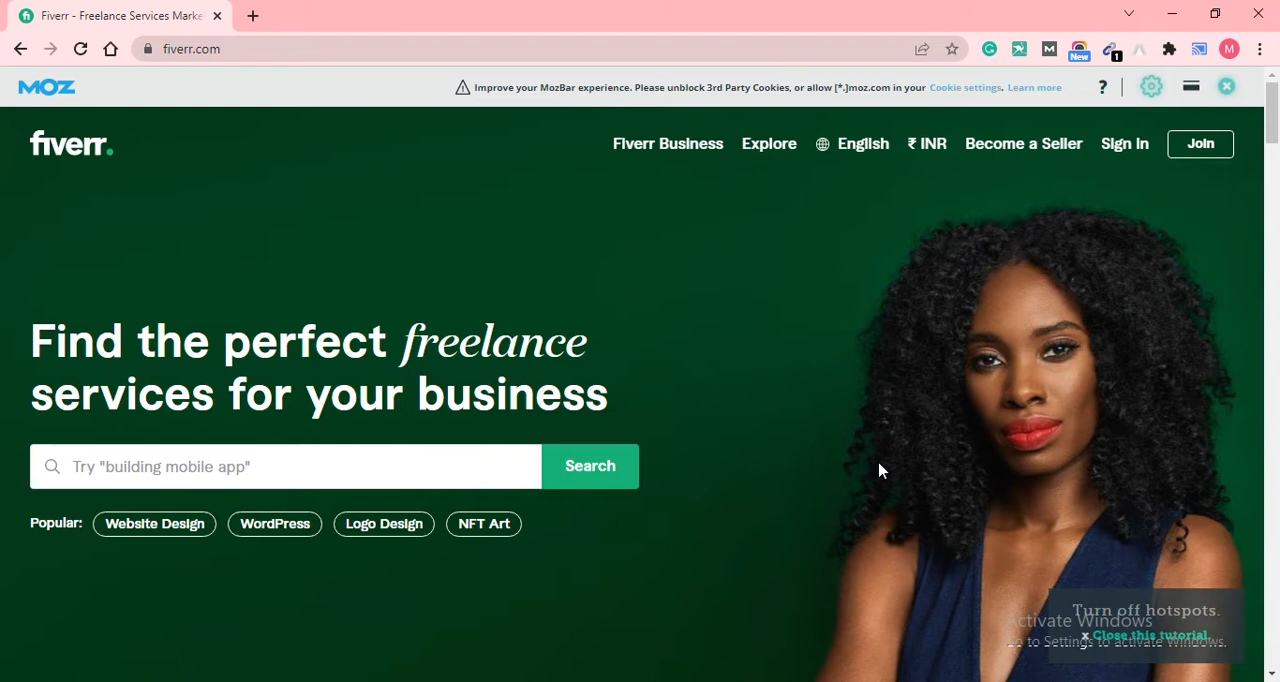 Fiverr - Freelance Services Marke
fiverr.com
New
1
M
MOZ
Improve your MozBar experience. Please unblock 3rd Party Cookies, or allow [*.]moz.com in your Cookie settings. Learn more
?
fiverr.
Fiverr Business Explore English ₹ INR Become a Seller Sign in Join
Find the perfect freelance
services for your business
Try "building mobile app"
Search
Popular: Website Design WordPress Logo Design NFT Art
Turn off hotspots.
Activate Windows
x Close this tutorial.
Go to Settings to activate Windows.